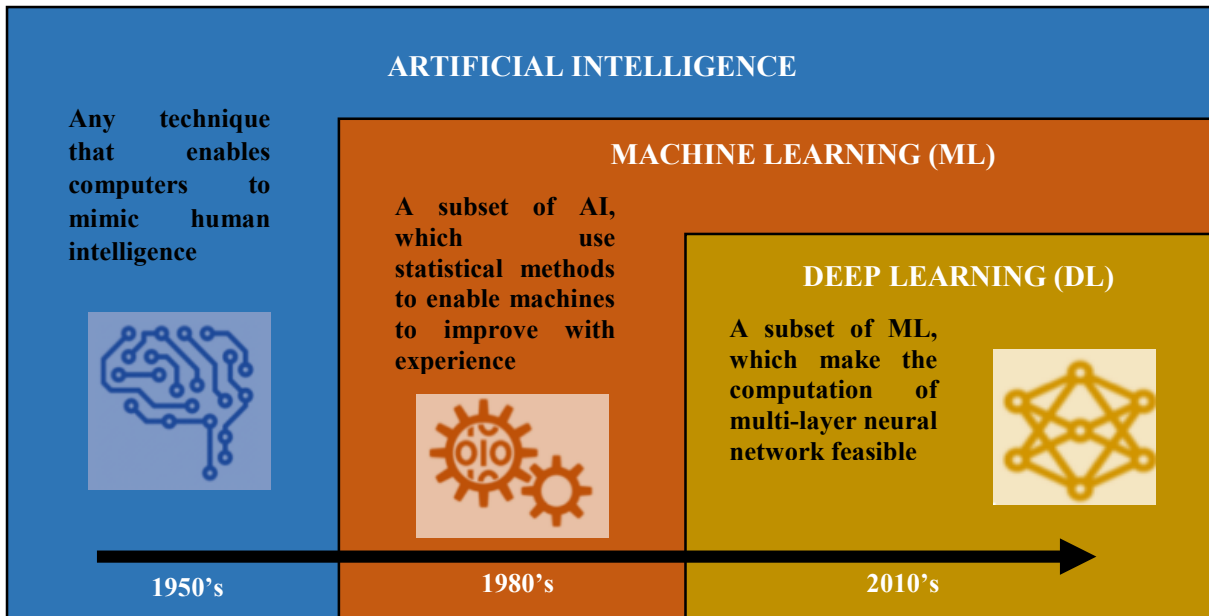 ARTIFICIAL INTELLIGENCE
Any technique
that enables
computers to
mimic human
intelligence
MACHINE LEARNING (ML)
A subset of AI,
which use
statistical methods
to enable machines
to improve with
experience
DEEP LEARNING (DL)
A subset of ML,
which make the
computation of
multi-layer neural
network feasible
OIO
1950’s
1980’s
2010’s